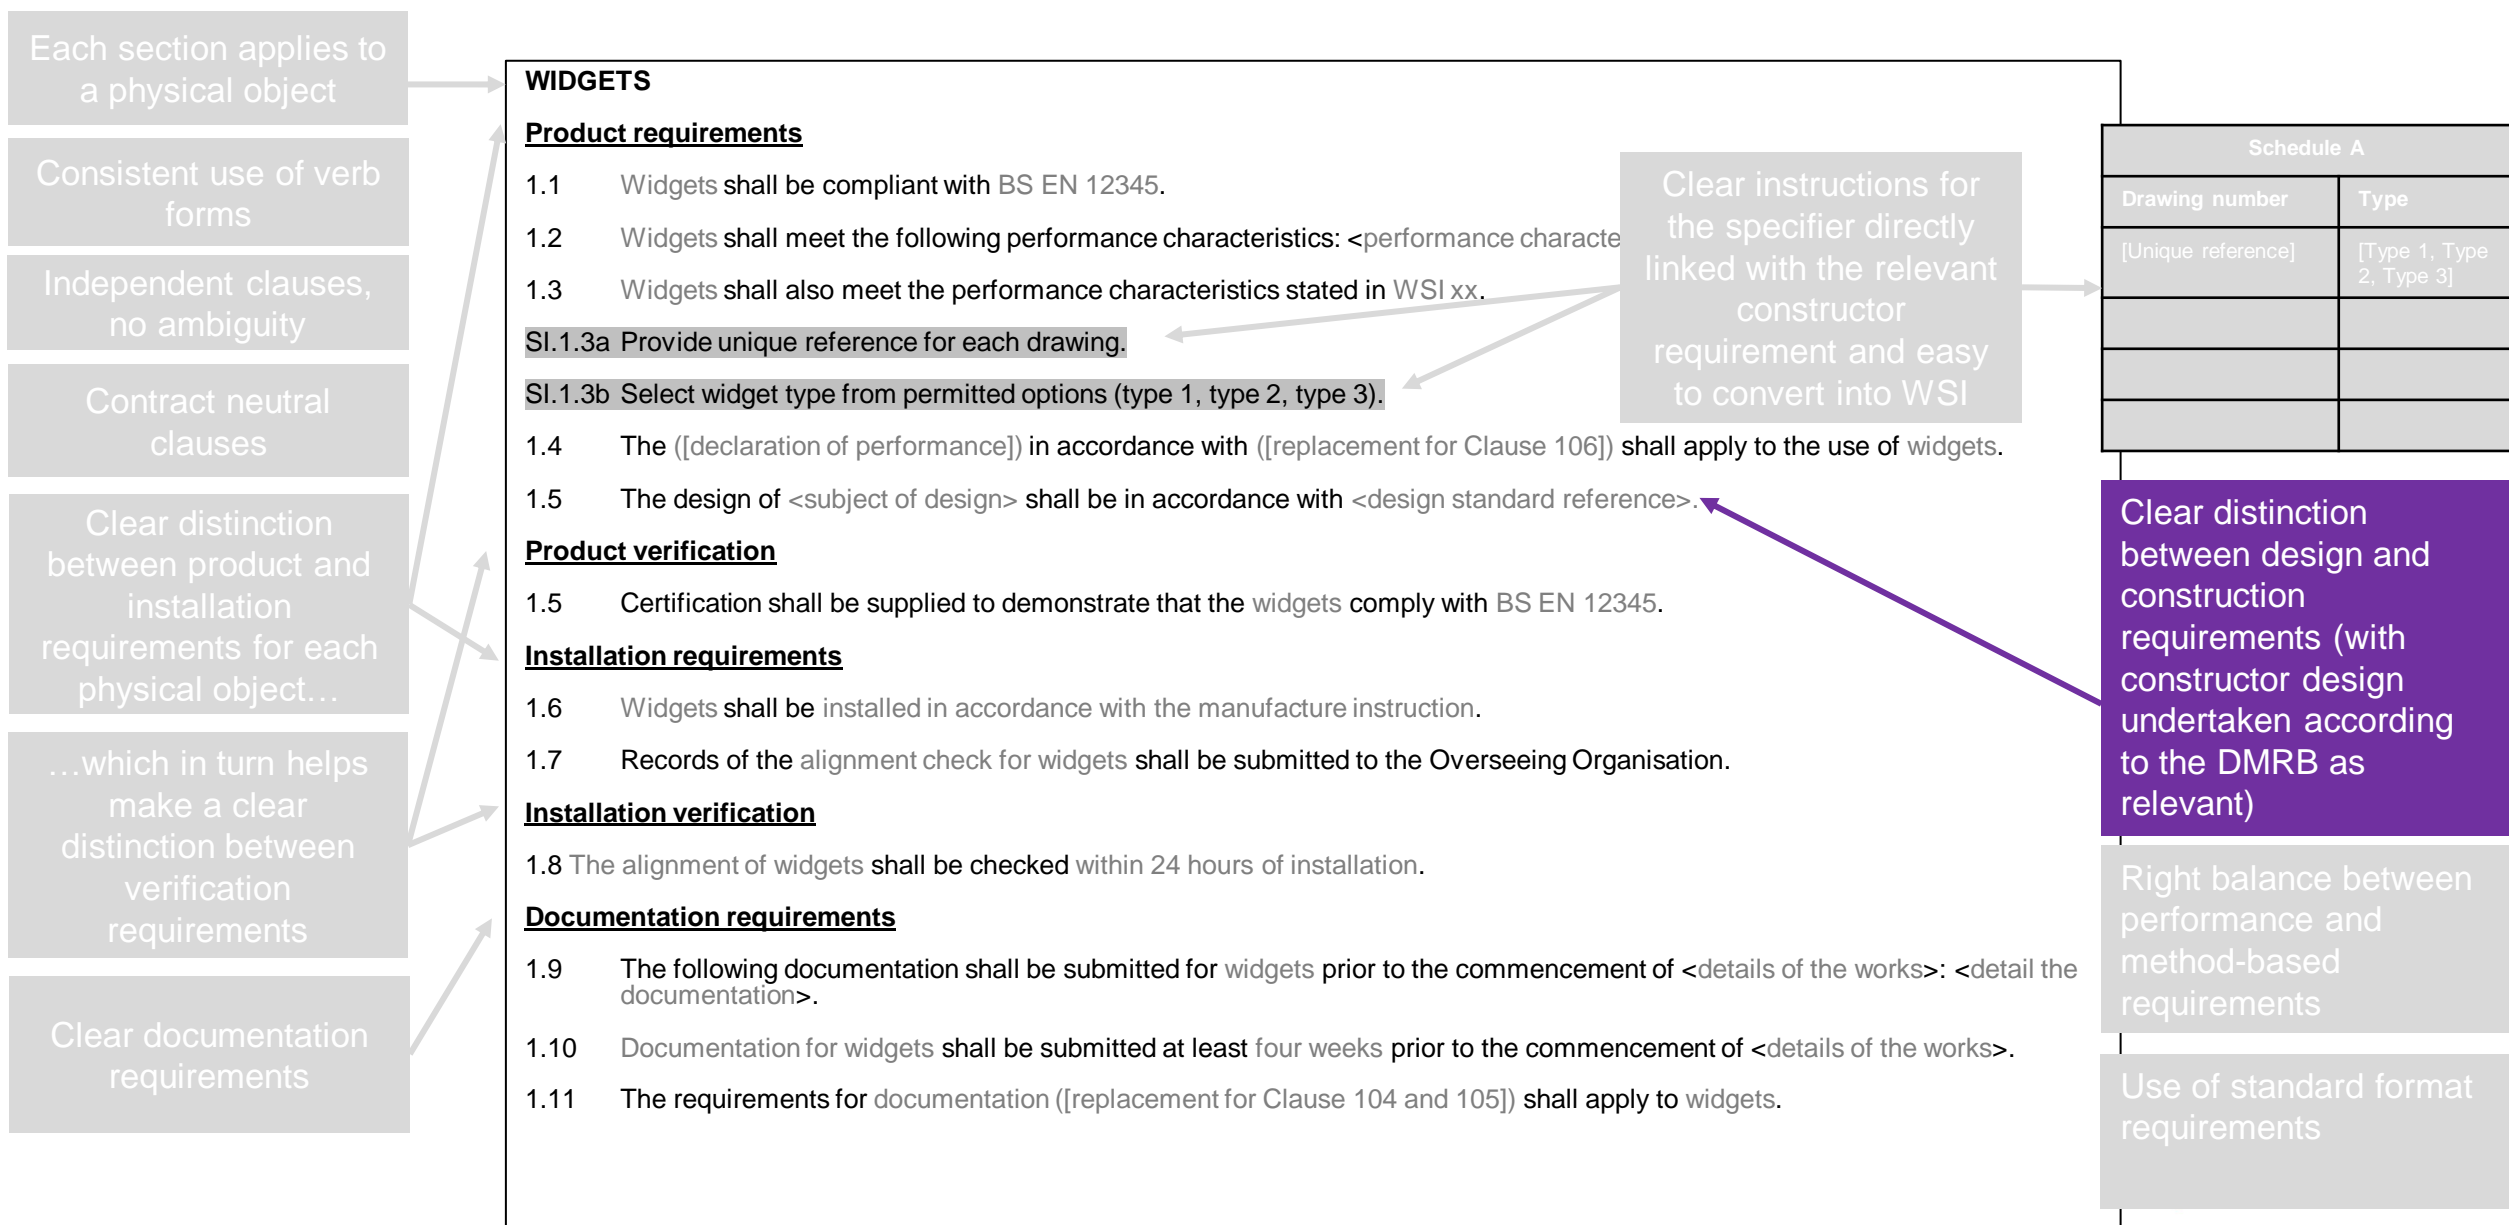 Each section applies to
a physical object
Consistent use of verb
forms
Independent clauses,
no ambiguity
Contract neutral
clauses
Clear distinction
between product and
installation
requirements for each
physical object…
…which in turn helps
make a clear
distinction between
verification
requirements
Clear documentation
requirements
WIDGETS
Product requirements
1.1 Widgets shall be compliant with BS EN 12345.
1.2 Widgets shall meet the following performance characteristics: <performance characte
1.3 Widgets shall also meet the performance characteristics stated in WSI xx.
SI.1.3a Provide unique reference for each drawing.
SI.1.3b Select widget type from permitted options (type 1, type 2, type 3).
1.4 The ([declaration of performance]) in accordance with ([replacement for Clause 106]) shall apply to the use of widgets.
1.5 The design of <subject of design> shall be in accordance with <design standard reference>.
Product verification
1.5 Certification shall be supplied to demonstrate that the widgets comply with BS EN 12345.
Installation requirements
1.6 Widgets shall be installed in accordance with the manufacture instruction.
1.7 Records of the alignment check for widgets shall be submitted to the Overseeing Organisation.
Installation verification
1.8 The alignment of widgets shall be checked within 24 hours of installation.
Documentation requirements
1.9 The following documentation shall be submitted for widgets prior to the commencement of <details of the works>: <detail the
documentation>.
1.10 Documentation for widgets shall be submitted at least four weeks prior to the commencement of <details of the works>.
1.11 The requirements for documentation ([replacement for Clause 104 and 105]) shall apply to widgets.
Clear instructions for
the specifier directly
linked with the relevant
constructor
requirement and easy
to convert into WSI
Schedule A
Drawing number Type
[Unique reference] [Type 1, Type
2, Type 3]
Clear distinction
between design and
construction
requirements (with
constructor design
undertaken according
to the DMRB as
relevant)
Right balance between
performance and
method-based
requirements
Use of standard format
requirements